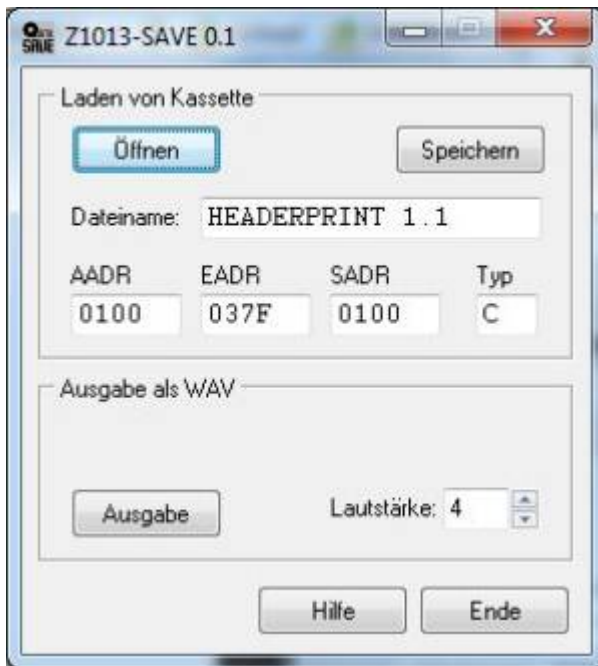 SAVE Z1013-SAVE 0.1
Laden von Kassette
Öffnen Speichern
Dateiname: HEADERPRINT 1.1
AADR EADR SADR Typ
0100 037F 0100 C
Ausgabe als WAV
Ausgabe Lautstärke: 4
Hilfe Ende